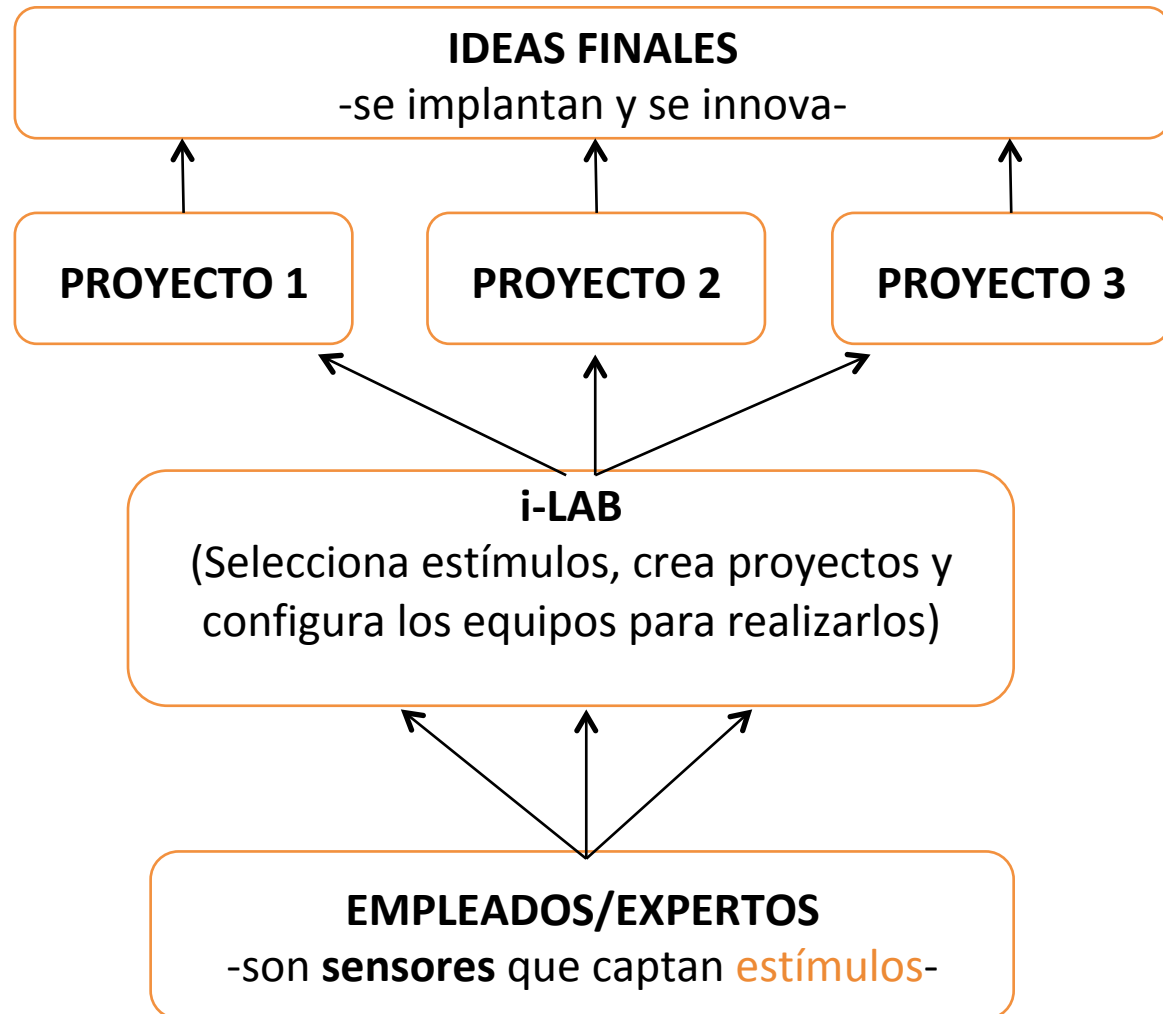 IDEAS FINALES
-se implantan y se innova-
PROYECTO 1
PROYECTO 2
PROYECTO 3
i-LAB
(Selecciona estímulos, crea proyectos y
configura los equipos para realizarlos)
EMPLEADOS/EXPERTOS
-son sensores que captan estímulos-